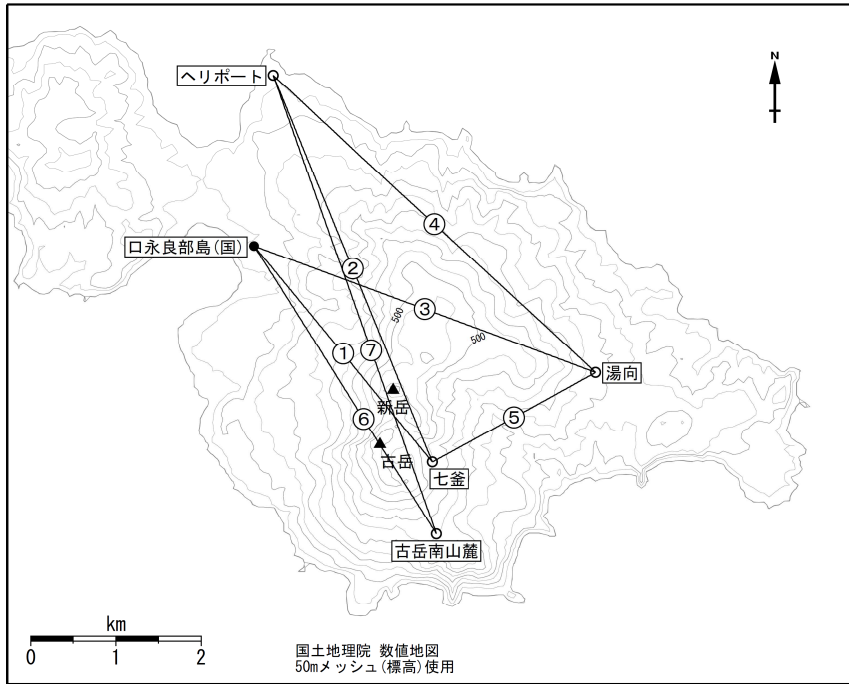 N
ヘリポート
④
口永良部島(国)
②
③
500
500
①
⑦
湯向
新岳
⑥
⑤
古岳
七釜
古岳南山麓
km
0 1 2
国土地理院 数値地図
50mメッシュ(標高)使用